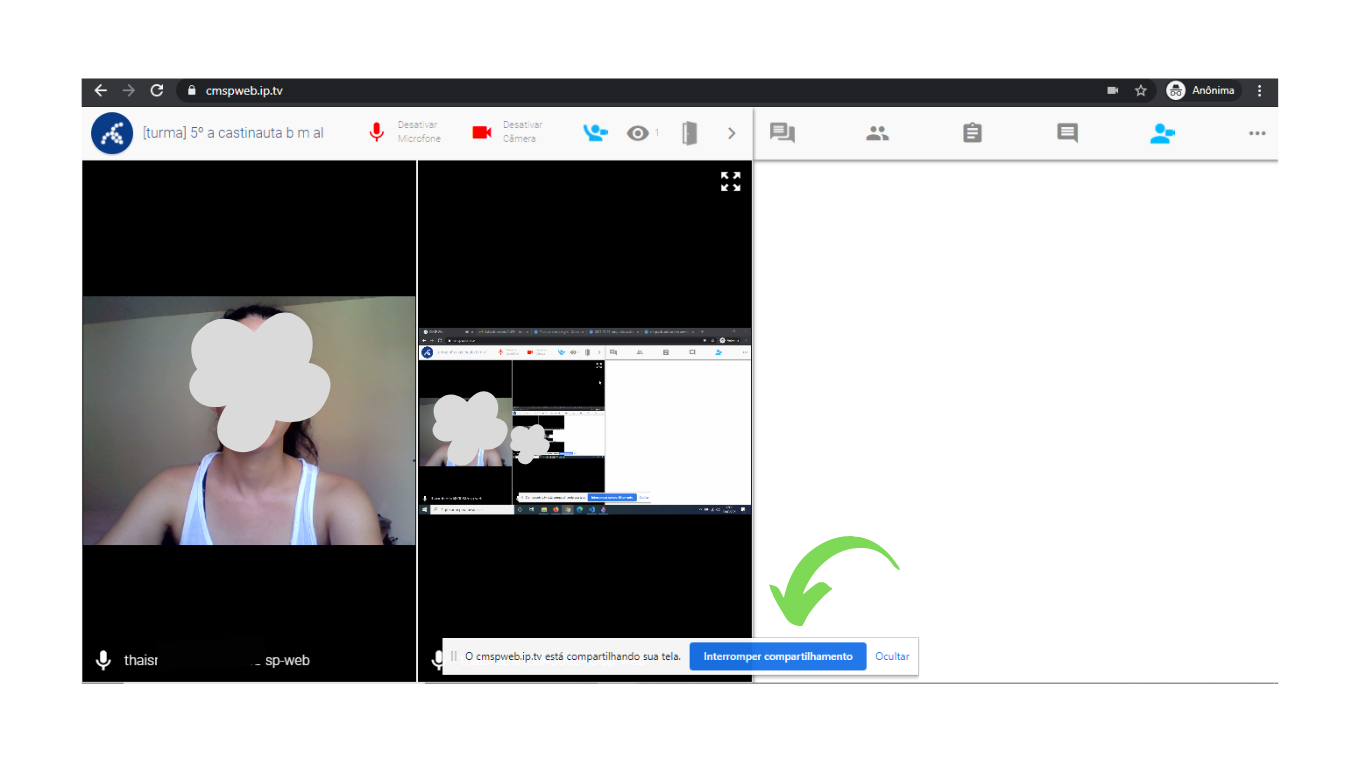 cmspweb.ip.tv
Anônima
[turma] 5º a castinauta b m al
Desativar
Microfone
Desativar
Câmera
1
thaisr
sp-web
O cmspweb.ip.tv está compartilhando sua tela.
Interromper compartilhamento
Ocultar